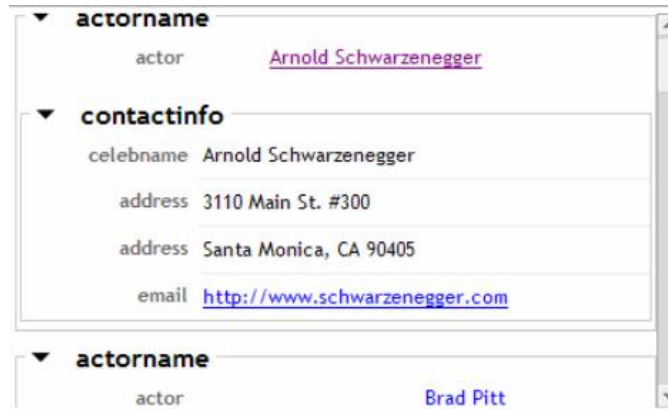 actorname
actor Arnold Schwarzenegger
contactinfo
celebname Arnold Schwarzenegger
address 3110 Main St. #300
address Santa Monica, CA 90405
email http://www.schwarzenegger.com
actorname
actor Brad Pitt